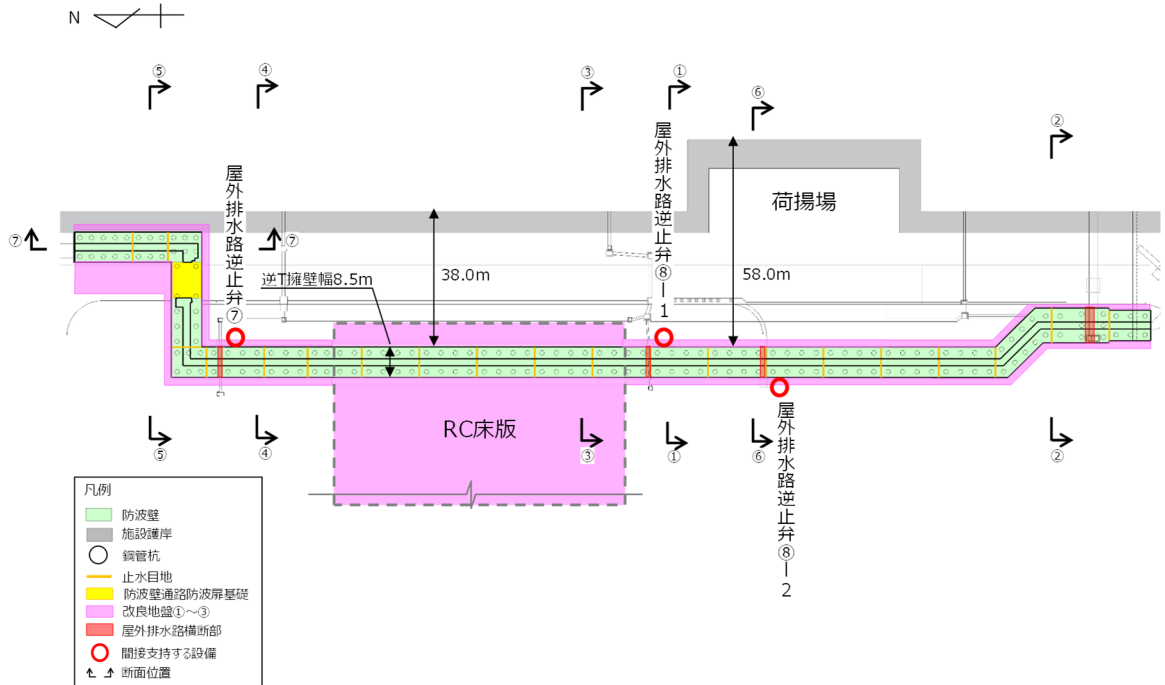 N
⑤
④
③
①
⑥
②
屋外排水路逆止弁⑦
屋外排水路逆止弁⑧ー1
荷揚場
⑦
⑦
38.0m
58.0m
逆T擁壁幅8.5m
RC床版
屋外排水路逆止弁⑧ー2
⑤
④
③
①
⑥
②
凡例
防波壁
施設護岸
鋼管杭
止水目地
防波壁通路防波扉基礎
改良地盤①～③
屋外排水路横断部
間接支持する設備
断面位置